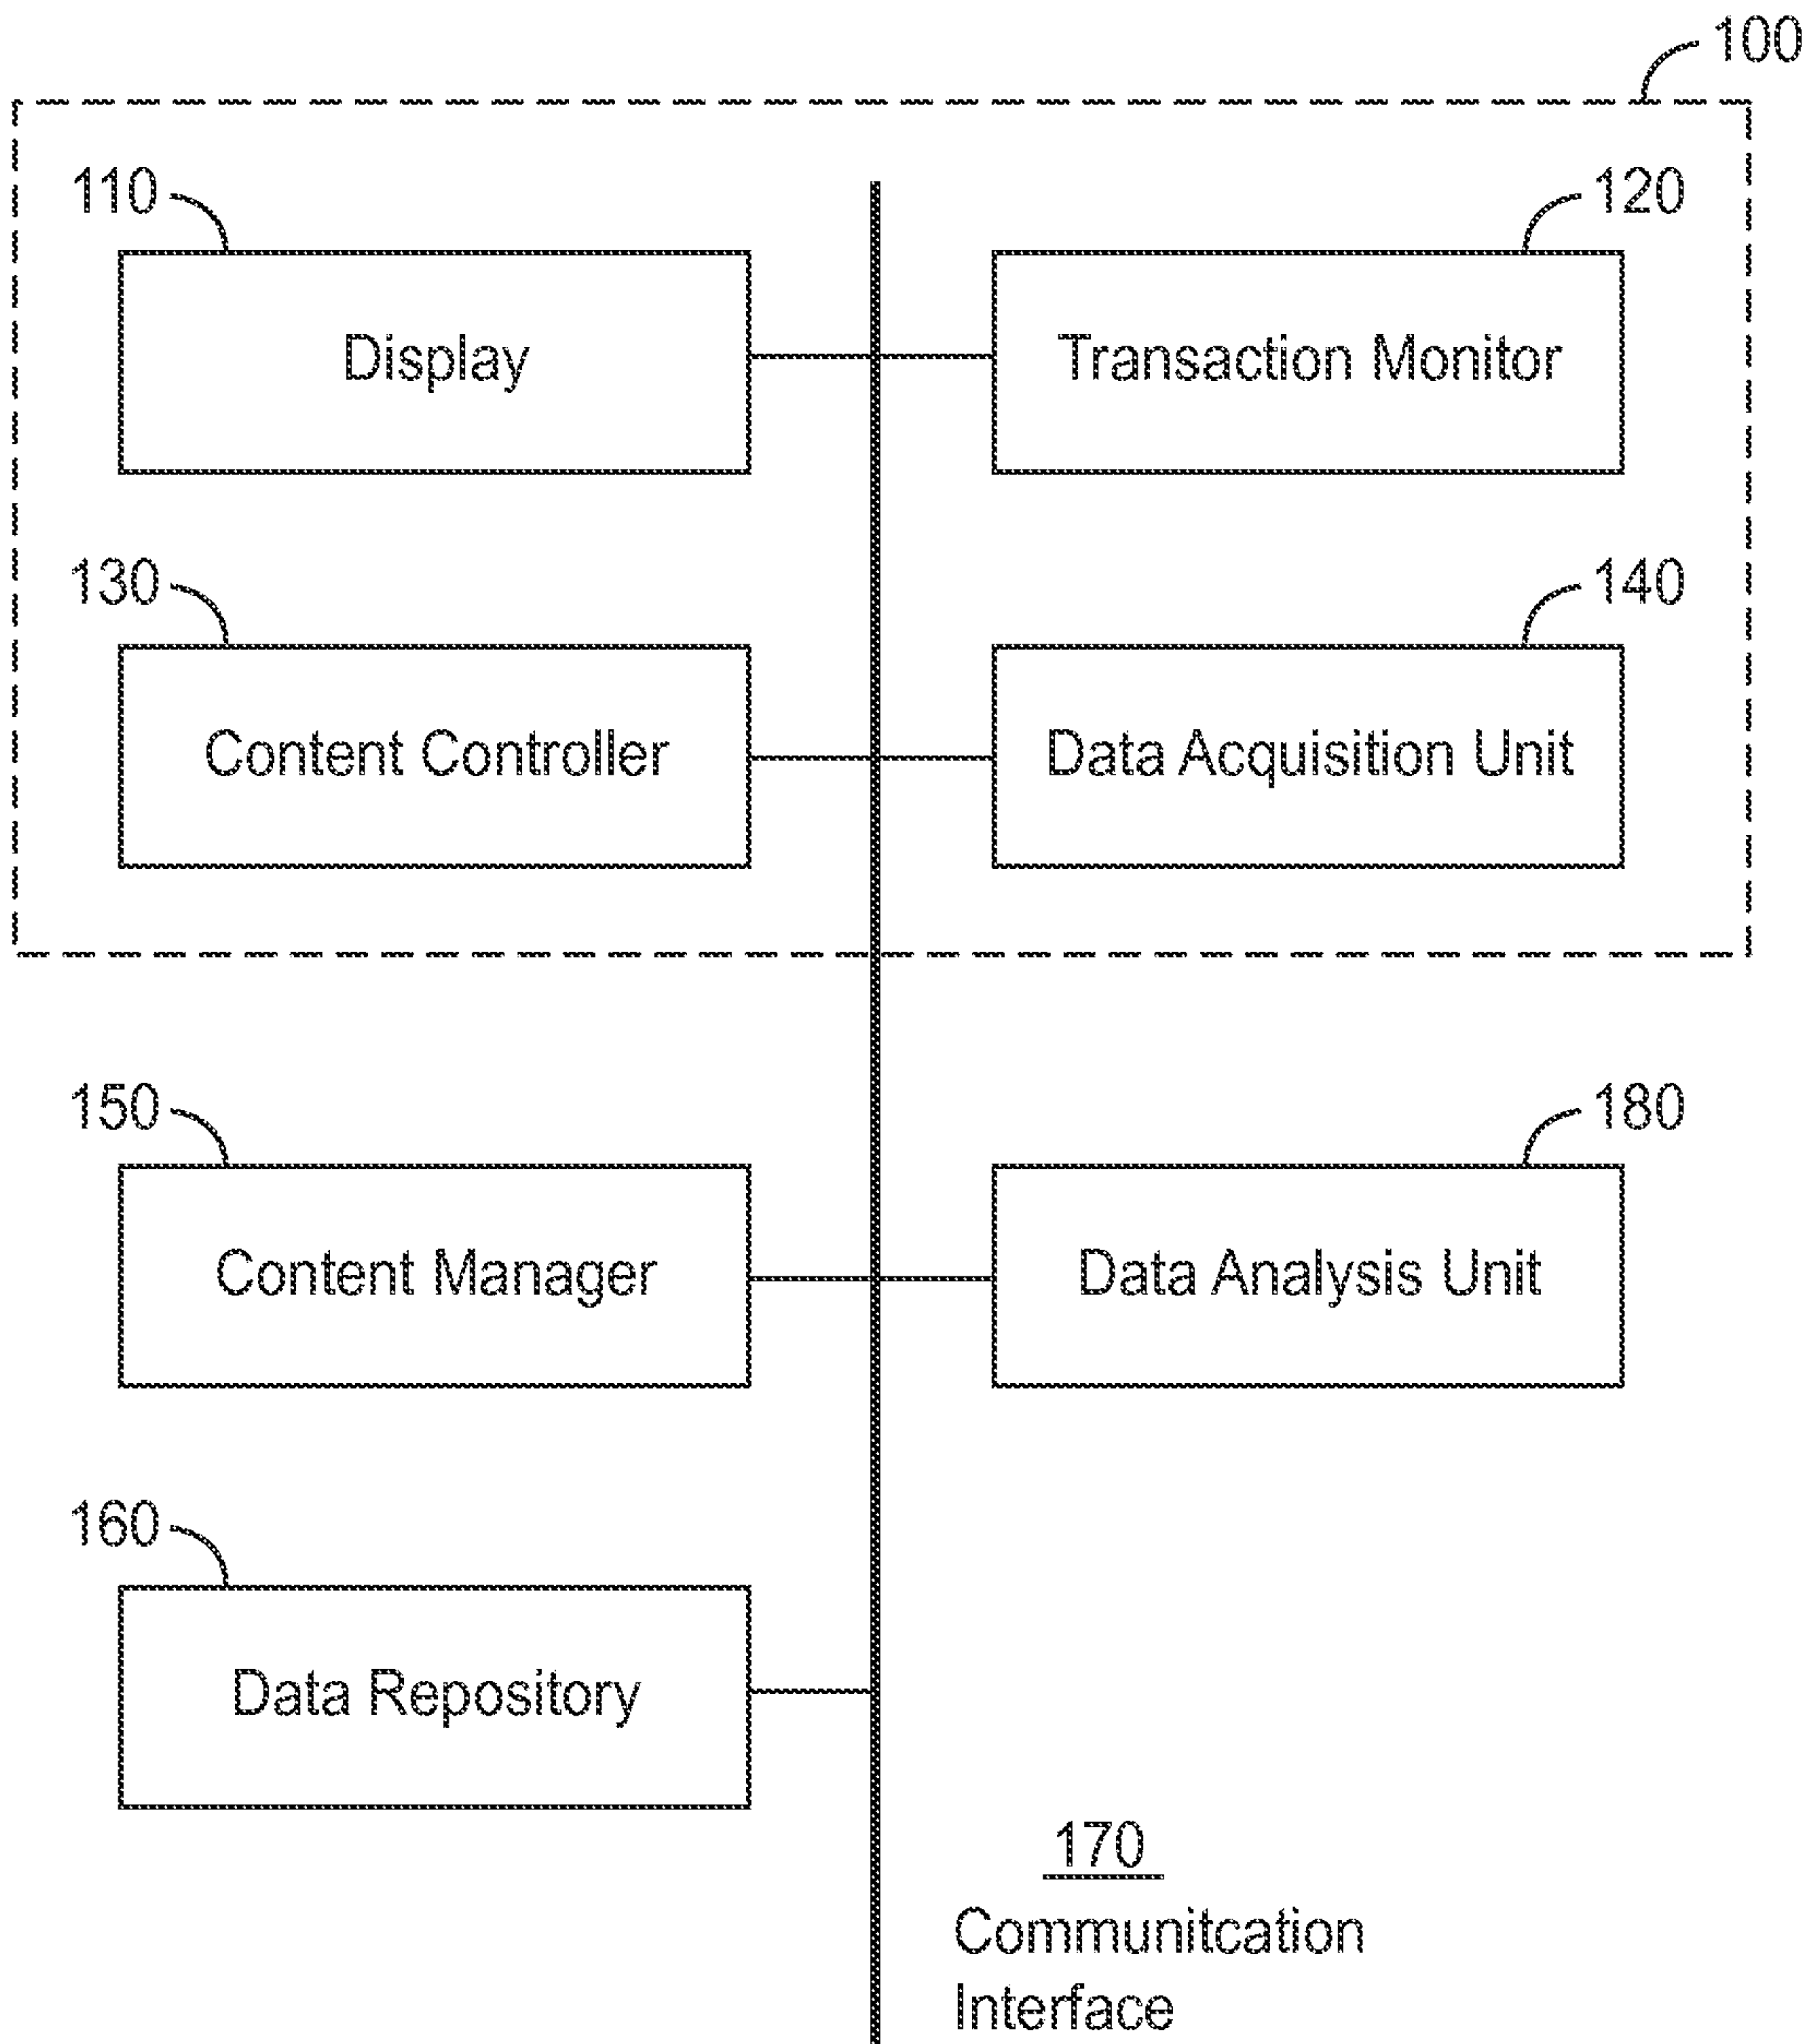 100
110
120
Display
Transaction Monitor
130
140
Content Controller
Data Acquisition Unit
150
180
Content Manager
Data Analysis Unit
160
Data Repository
170
Communitcation
Interface